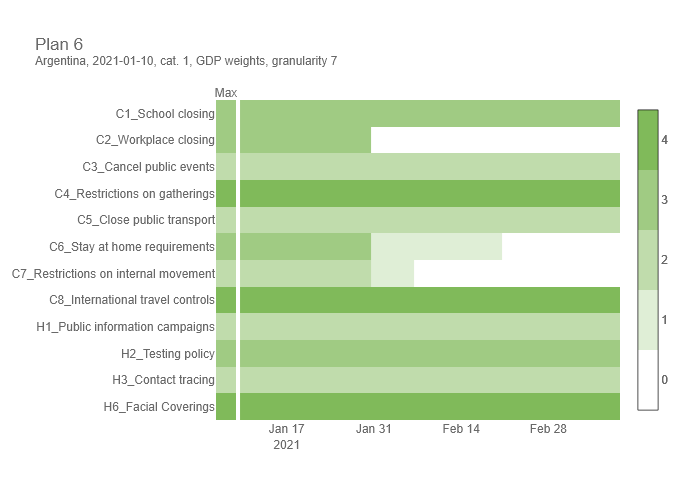 Plan 6
Argentina, 2021-01-10, cat. 1, GDP weights, granularity 7
Max
C1_School closing
C2_Workplace closing
C3_Cancel public events
C4_Restrictions on gatherings
C5_Close public transport
C6_Stay at home requirements
C7_Restrictions on internal movement
C8_International travel controls
H1_Public information campaigns
H2_Testing policy
H3_Contact tracing
H6_Facial Coverings
Jan 17 Jan 31 Feb 14 Feb 28
2021
4
3
2
1
0